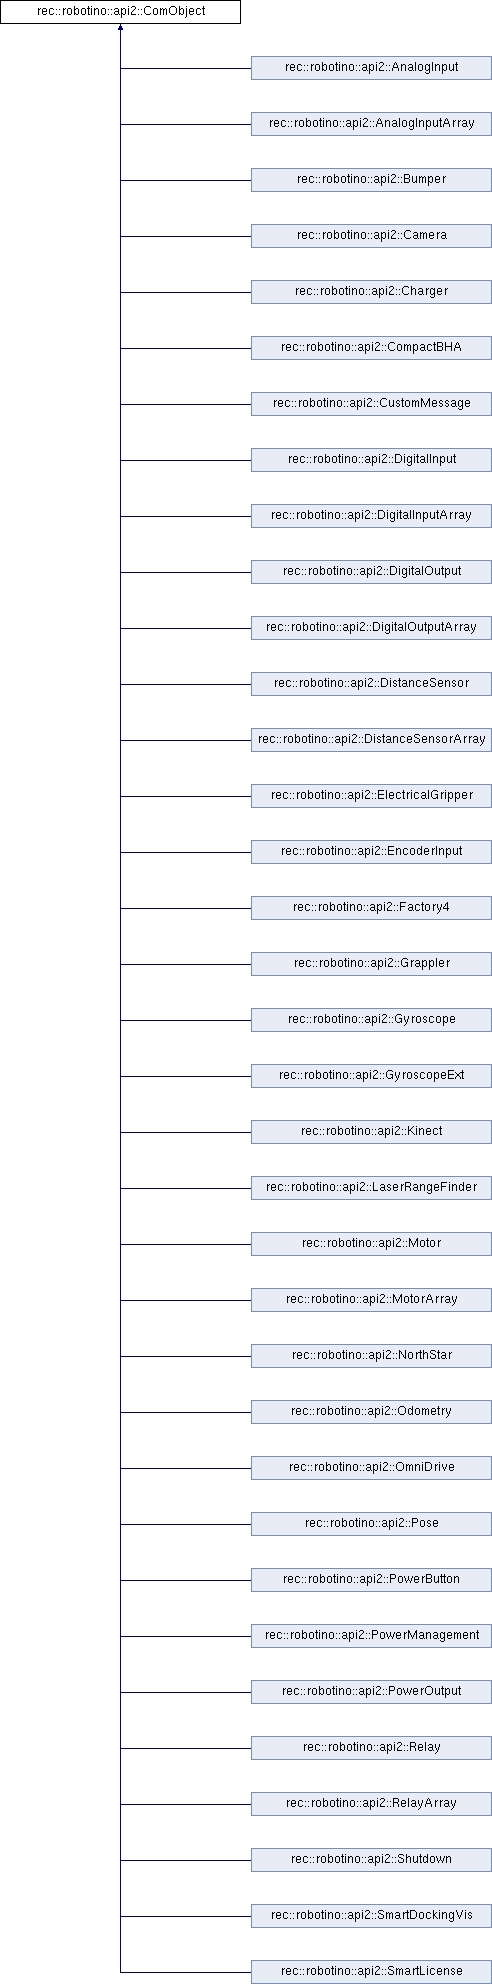 rec::robotino::api2::ComObject
rec::robotino::api2::AnalogInput
rec::robotino::api2::AnalogInputArray
rec::robotino::api2::Bumper
rec::robotino::api2::Camera
rec::robotino::api2::Charger
rec::robotino::api2::CompactBHA
rec::robotino::api2::CustomMessage
rec::robotino::api2::DigitalInput
rec::robotino::api2::DigitalInputArray
rec::robotino::api2::DigitalOutput
rec::robotino::api2::DigitalOutputArray
rec::robotino::api2::DistanceSensor
rec::robotino::api2::DistanceSensorArray
rec::robotino::api2::ElectricalGripper
rec::robotino::api2::EncoderInput
rec::robotino::api2::Factory4
rec::robotino::api2::Grappler
rec::robotino::api2::Gyroscope
rec::robotino::api2::GyroscopeExt
rec::robotino::api2::Kinect
rec::robotino::api2::LaserRangeFinder
rec::robotino::api2::Motor
rec::robotino::api2::MotorArray
rec::robotino::api2::NorthStar
rec::robotino::api2::Odometry
rec::robotino::api2::OmniDrive
rec::robotino::api2::Pose
rec::robotino::api2::PowerButton
rec::robotino::api2::PowerManagement
rec::robotino::api2::PowerOutput
rec::robotino::api2::Relay
rec::robotino::api2::RelayArray
rec::robotino::api2::Shutdown
rec::robotino::api2::SmartDockingVis
rec::robotino::api2::SmartLicense